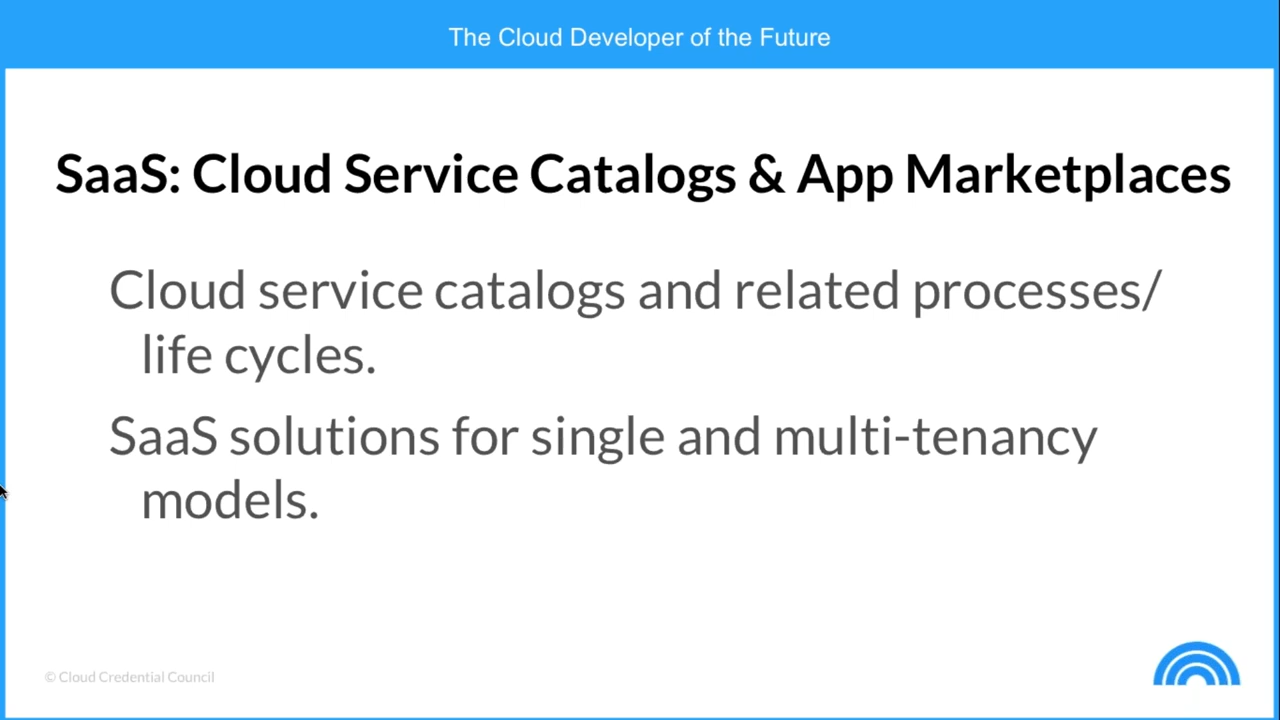 The Cloud Developer of the Future
SaaS: Cloud Service Catalogs & App Marketplaces
Cloud service catalogs and related processes/
life cycles.
SaaS solutions for single and multi-tenancy
models.
© Cloud Credential Council